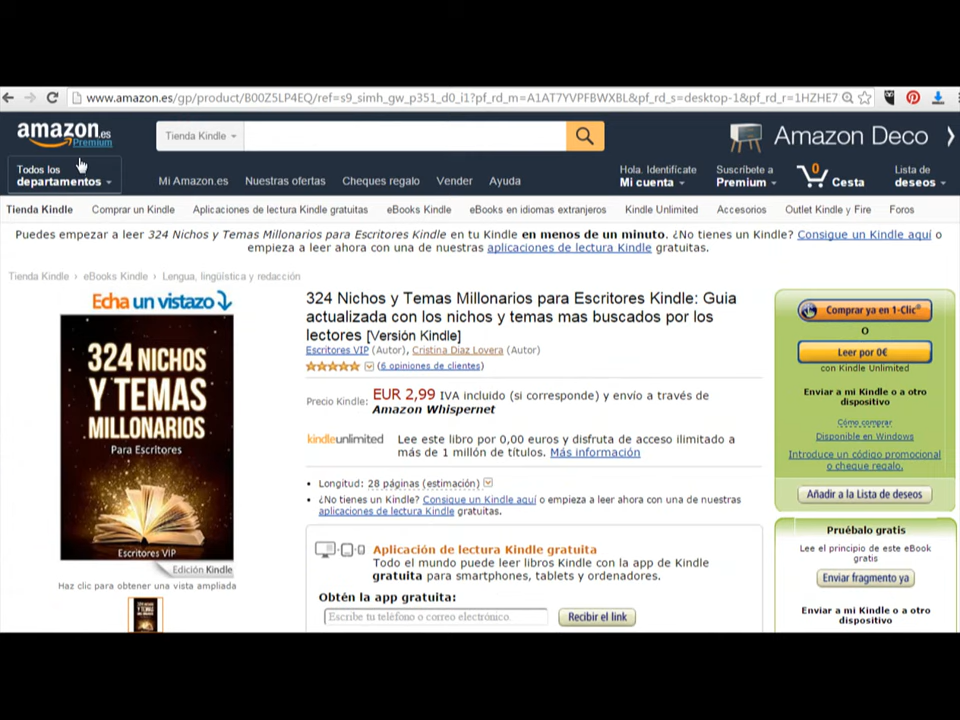 www.amazon.es/gp/product/B00Z5LP4EQ/ref=s9_simh_gw_p351_d0_i1?pf_rd_m=A1AT7YVPFBWXBL&pf_rd_s=desktop-1&pf_rd_r=1HZHE7
amazon.es
Premium
Tienda Kindle
Amazon Deco
Todos los
departamentos
Mi Amazon.es
Nuestras ofertas
Cheques regalo
Vender
Ayuda
Hola. Identifícate
Mi cuenta
Suscríbete a
Premium
0
Cesta
Lista de
deseos
Tienda Kindle
Comprar un Kindle
Aplicaciones de lectura Kindle gratuitas
eBooks Kindle
eBooks en idiomas extranjeros
Kindle Unlimited
Accesorios
Outlet Kindle y Fire
Foros
Puedes empezar a leer 324 Nichos y Temas Millonarios para Escritores Kindle en tu Kindle en menos de un minuto. ¿No tienes un Kindle? Consigue un Kindle aquí o
empieza a leer ahora con una de nuestras aplicaciones de lectura Kindle gratuitas.
Tienda Kindle › eBooks Kindle › Lengua, lingüística y redacción
Echa un vistazo
324 NICHOS
Y TEMAS
MILLONARIOS
Para Escritores
Escritores VIP
Edición Kindle
Haz clic para obtener una vista ampliada
324 Nichos y Temas Millonarios para Escritores Kindle: Guia
actualizada con los nichos y temas mas buscados por los
lectores [Versión Kindle]
Escritores VIP (Autor), Cristina Diaz Lovera (Autor)
(6 opiniones de clientes)
Precio Kindle: EUR 2,99 IVA incluido (si corresponde) y envío a través de
Amazon Whispernet
kindleunlimited Lee este libro por 0,00 euros y disfruta de acceso ilimitado a
más de 1 millón de títulos. Más información
• Longitud: 28 páginas (estimación)
• ¿No tienes un Kindle? Consigue un Kindle aquí o empieza a leer ahora con una de nuestras
aplicaciones de lectura Kindle gratuitas.
Aplicación de lectura Kindle gratuita
Todo el mundo puede leer libros Kindle con la app de Kindle
gratuita para smartphones, tablets y ordenadores.
Obtén la app gratuita:
Escribe tu teléfono o correo electrónico.
Recibir el link
Comprar ya en 1-Clic®
O
Leer por 0€
con Kindle Unlimited
Enviar a mi Kindle o a otro
dispositivo
Cómo comprar
Disponible en Windows
Introduce un código promocional
o cheque regalo.
Añadir a la Lista de deseos
Pruébalo gratis
Lee el principio de este eBook
gratis
Enviar fragmento ya
Enviar a mi Kindle o a otro
dispositivo